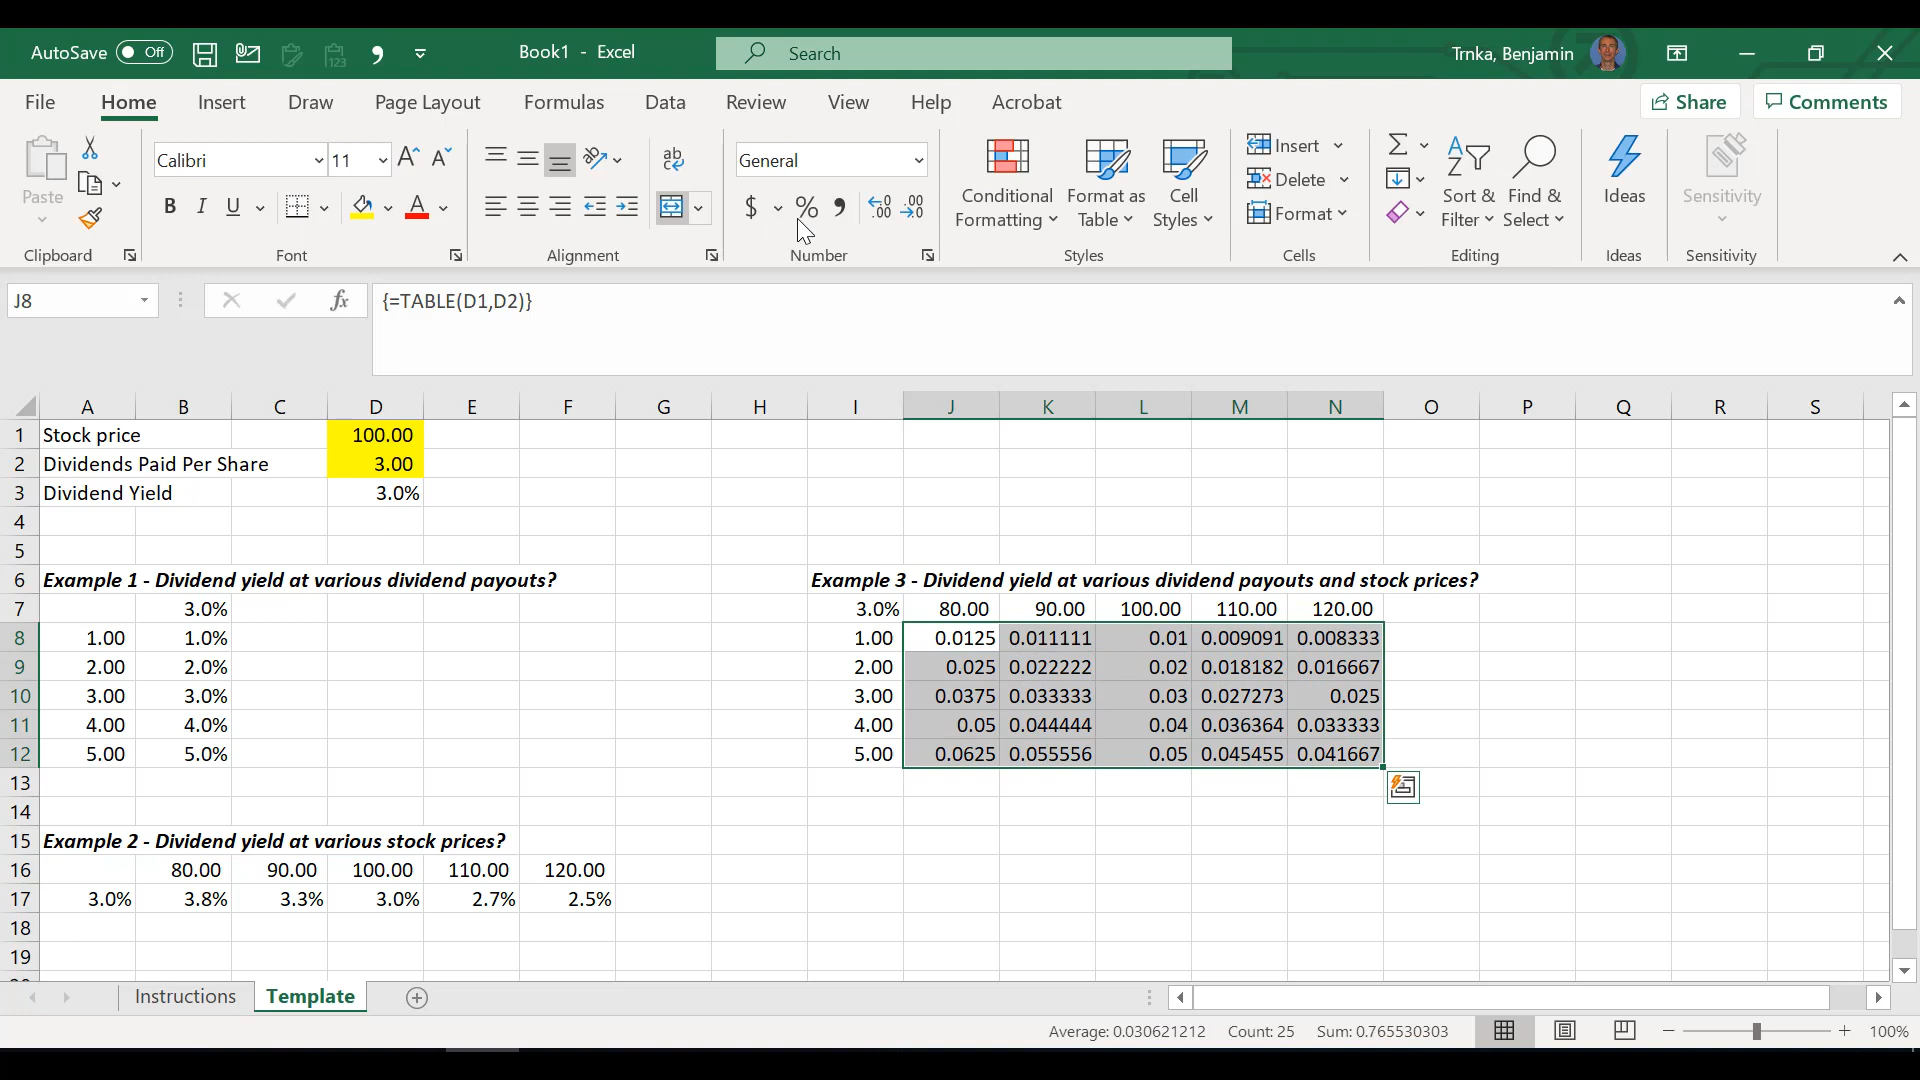 AutoSave Off Book1 - Excel Search Trnka, Benjamin
File Home Insert Draw Page Layout Formulas Data Review View Help Acrobat Share Comments
Paste Calibri 11 General Conditional Formatting Format as Table Cell Styles Insert Delete Format Sort & Filter Find & Select Ideas Sensitivity
Clipboard Font Alignment Number Styles Cells Editing Ideas Sensitivity
J8 fx {=TABLE(D1,D2)}
A B C D E F G H I J K L M N O P Q R S
1 Stock price 100.00
2 Dividends Paid Per Share 3.00
3 Dividend Yield 3.0%
4
5
6 Example 1 - Dividend yield at various dividend payouts? Example 3 - Dividend yield at various dividend payouts and stock prices?
7 3.0% 3.0% 80.00 90.00 100.00 110.00 120.00
8 1.00 1.0% 1.00 0.0125 0.011111 0.01 0.009091 0.008333
9 2.00 2.0% 2.00 0.025 0.022222 0.02 0.018182 0.016667
10 3.00 3.0% 3.00 0.0375 0.033333 0.03 0.027273 0.025
11 4.00 4.0% 4.00 0.05 0.044444 0.04 0.036364 0.033333
12 5.00 5.0% 5.00 0.0625 0.055556 0.05 0.045455 0.041667
13
14
15 Example 2 - Dividend yield at various stock prices?
16 80.00 90.00 100.00 110.00 120.00
17 3.0% 3.8% 3.3% 3.0% 2.7% 2.5%
18
19
Instructions Template
Average: 0.030621212 Count: 25 Sum: 0.765530303 100%